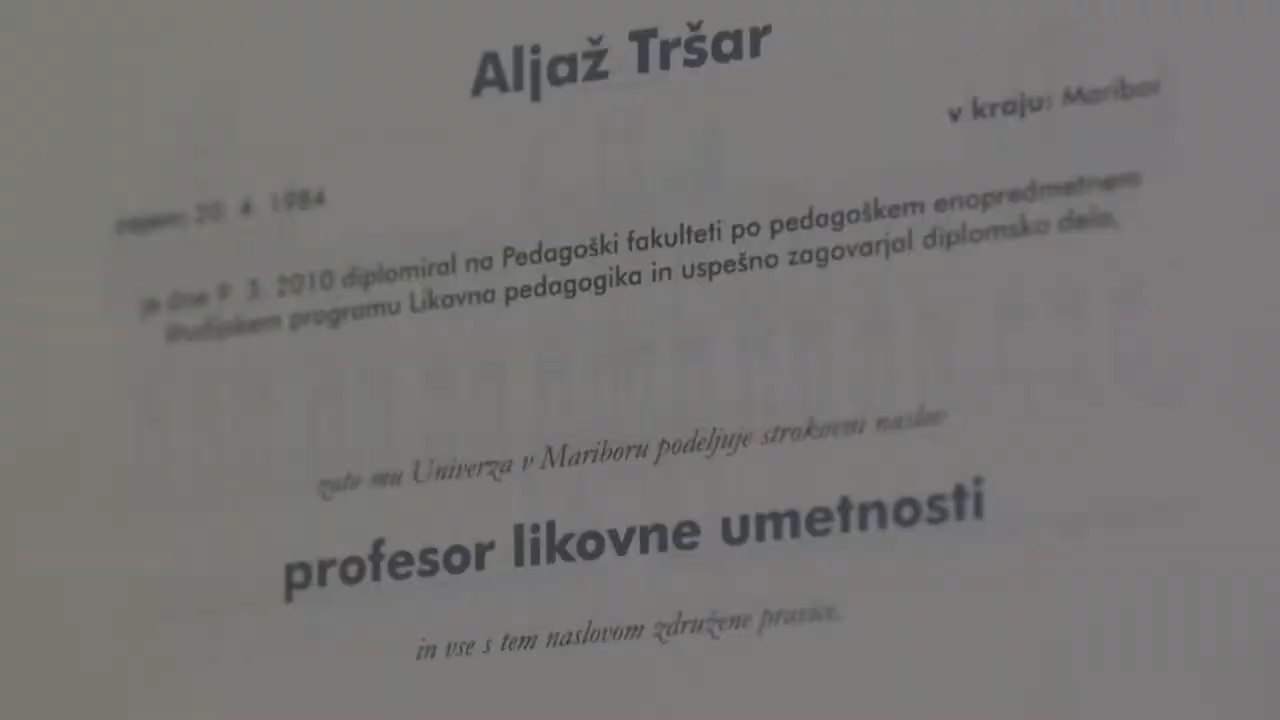 Aljaž Tršar
v kraju: Maribor
rojen: 20. 4. 1984
je dne 9. 3. 2010 diplomiral na Pedagoški fakulteti po pedagoškem enopredmetnem
študijskem programu Likovna pedagogika in uspešno zagovarjal diplomsko delo,
zato mu Univerza v Mariboru podeljuje strokovni naslov
profesor likovne umetnosti
in vse s tem naslovom združene pravice.